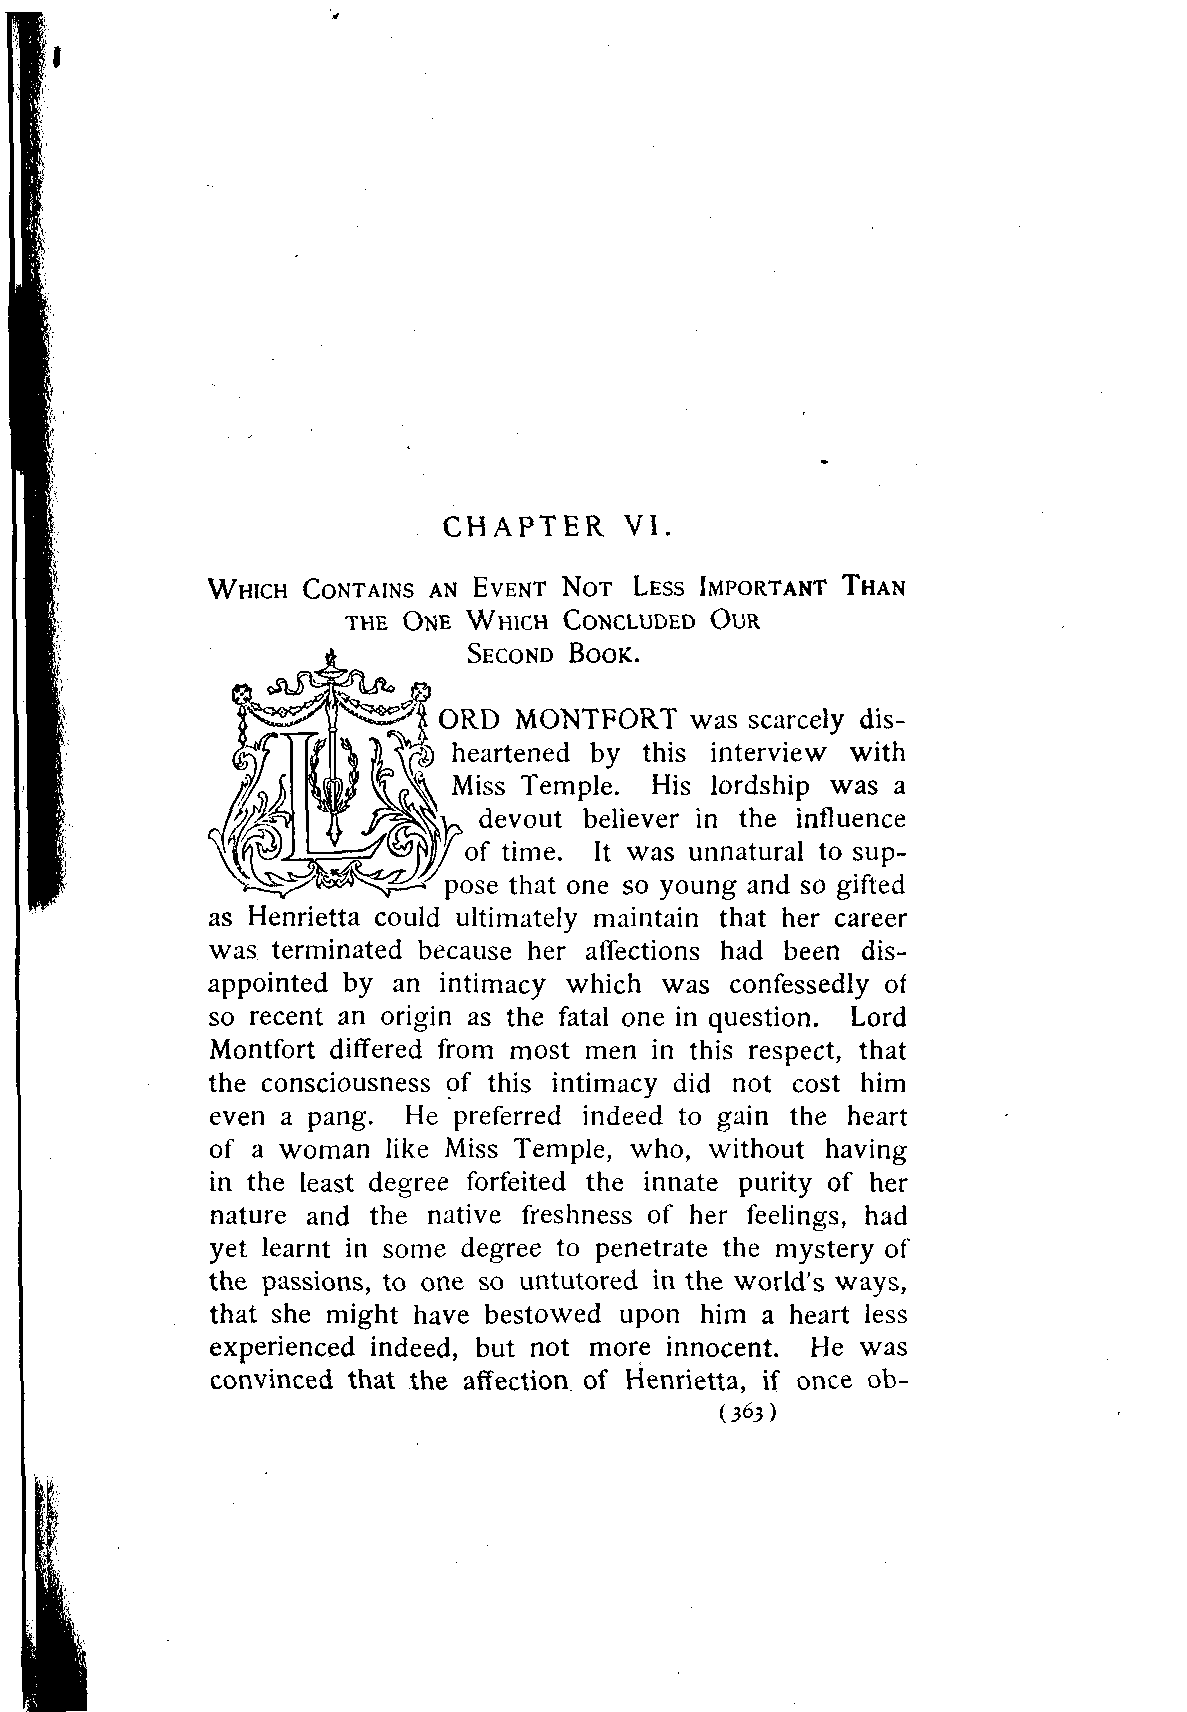 CHAPTER VI.
WHICH CONTAINS AN EVENT NOT LESS IMPORTANT THAN
THE ONE WHICH CONCLUDED OUR
SECOND BOOK.
LORD MONTFORT was scarcely dis-
heartened by this interview with
Miss Temple. His lordship was a
devout believer in the influence
of time. It was unnatural to sup-
pose that one so young and so gifted
as Henrietta could ultimately maintain that her career
was terminated because her affections had been dis-
appointed by an intimacy which was confessedly of
so recent an origin as the fatal one in question. Lord
Montfort differed from most men in this respect, that
the consciousness of this intimacy did not cost him
even a pang. He preferred indeed to gain the heart
of a woman like Miss Temple, who, without having
in the least degree forfeited the innate purity of her
nature and the native freshness of her feelings, had
yet learnt in some degree to penetrate the mystery of
the passions, to one so untutored in the world's ways,
that she might have bestowed upon him a heart less
experienced indeed, but not more innocent. He was
convinced that the affection of Henrietta, if once ob-
(363)